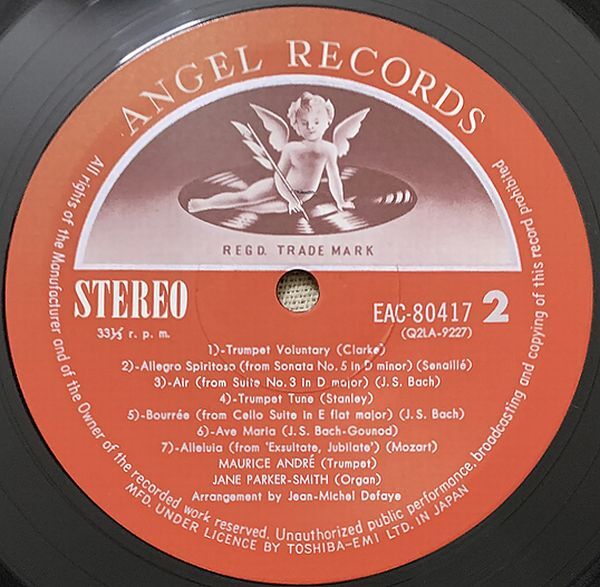 ANGEL RECORDS
REGD. TRADE MARK
STEREO
33⅓ r. p. m.
EAC-80417 2
(Q2LA-9227)
1)-Trumpet Voluntary (Clarke)
2)-Allegro Spiritoso (from Sonata No. 5 in D minor) (Senaillé)
3)-Air (from Suite No. 3 in D major) (J. S. Bach)
4)-Trumpet Tune (Stanley)
5)-Bourrée (from Cello Suite in E flat major) (J. S. Bach)
6)-Ave Maria (J. S. Bach-Gounod)
7)-Alleluia (from 'Exsultate, Jubilate') (Mozart)
MAURICE ANDRÉ (Trumpet)
JANE PARKER-SMITH (Organ)
Arrangement by Jean-Michel Defaye
All rights of the Manufacturer and of the Owner of the recorded work reserved. Unauthorized public performance, broadcasting and copying of this record prohibited
MFD. UNDER LICENCE BY TOSHIBA-EMI LTD. IN JAPAN